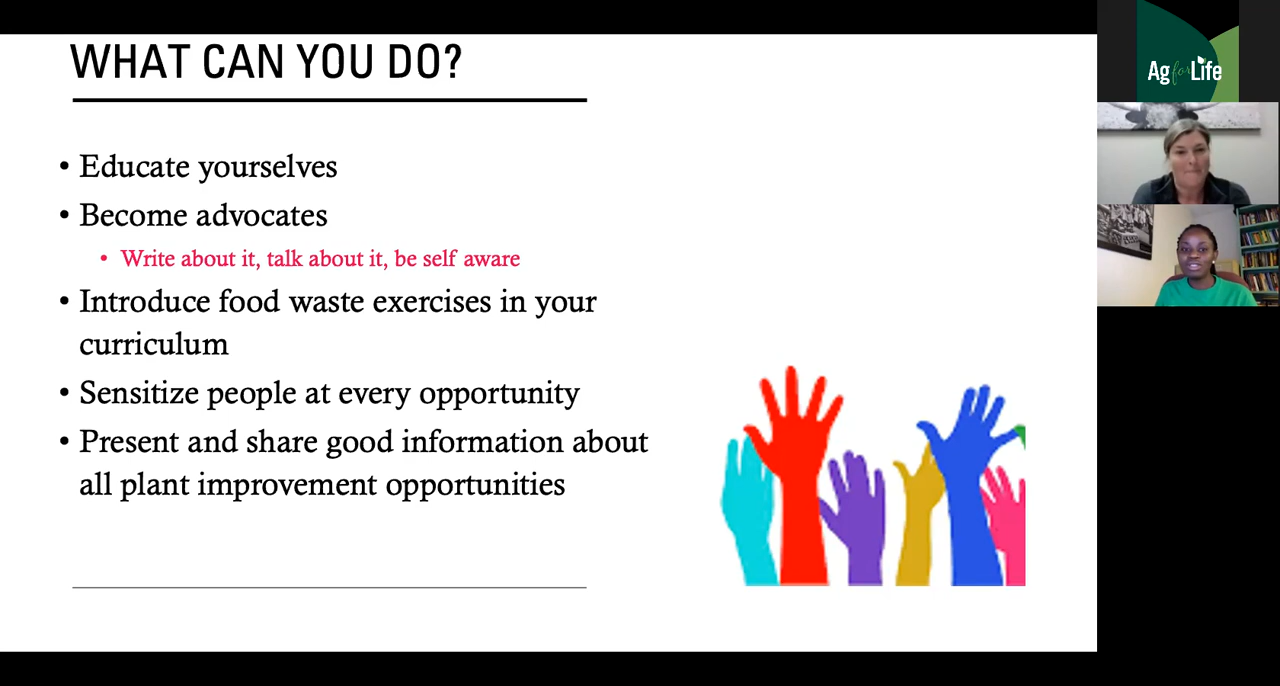 WHAT CAN YOU DO?
• Educate yourselves
• Become advocates
• Write about it, talk about it, be self aware
• Introduce food waste exercises in your
curriculum
• Sensitize people at every opportunity
• Present and share good information about
all plant improvement opportunities
Ag for Life